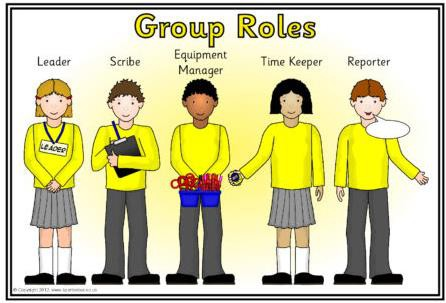 Group Roles
Leader
Scribe
Equipment
Manager
Time Keeper
Reporter
LEADER
© Copyright 2012, www.sparklebox.co.uk